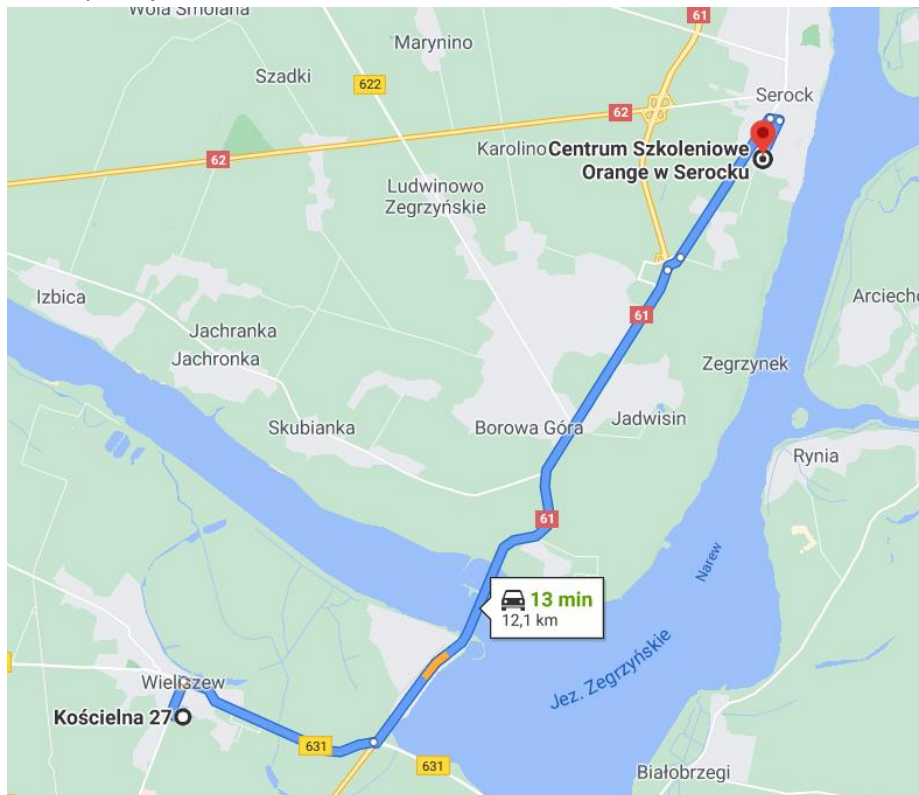 Wola Smolana
61
Marynino
Szadki
622
Serock
62
62
Karolino
Centrum Szkoleniowe
Orange w Serocku
Ludwinowo
Zegrzyńskie
Izbica
61
Arciech
Jachranka
Jachronka
Zegrzynek
Skubianka
Borowa Góra
Jadwisin
Rynia
61
Narew
13 min
12,1 km
Jez. Zegrzyńskie
Wieliszew
Kościelna 27
631
631
Białobrzegi